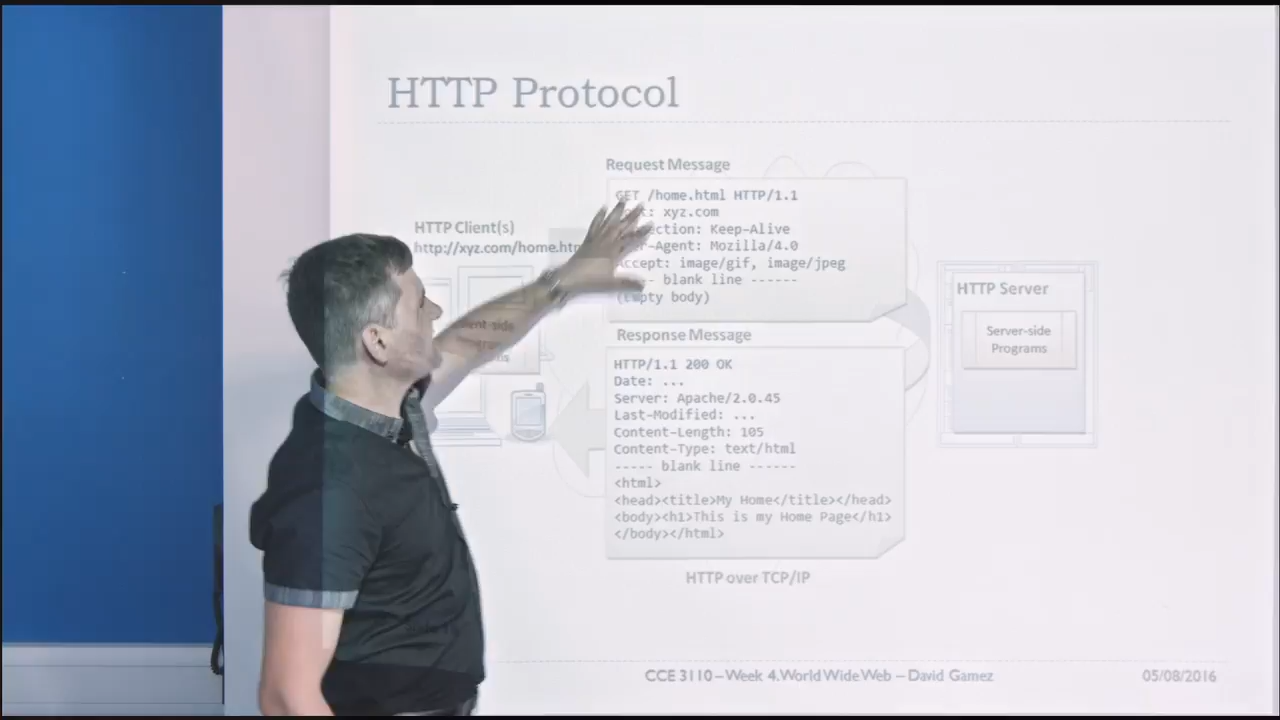 HTTP Protocol
Request Message
GET /home.html HTTP/1.1
xyz.com
Keep-Alive
Mozilla/4.0
Accept: image/gif, image/jpeg
blank line ------
(Empty body)
HTTP Client(s)
http://xyz.com/home.htm
HTTP Server
Server-side
Programs
Response Message
HTTP/1.1 200 OK
Date: ...
Server: Apache/2.0.45
Last-Modified: ...
Content-Length: 105
Content-Type: text/html
----- blank line ------
<html>
<head><title>My Home</title></head>
<body><h1>This is my Home Page</h1>
</body></html>
HTTP over TCP/IP
CCE 3110 – Week 4. World Wide Web – David Gamez
05/08/2016